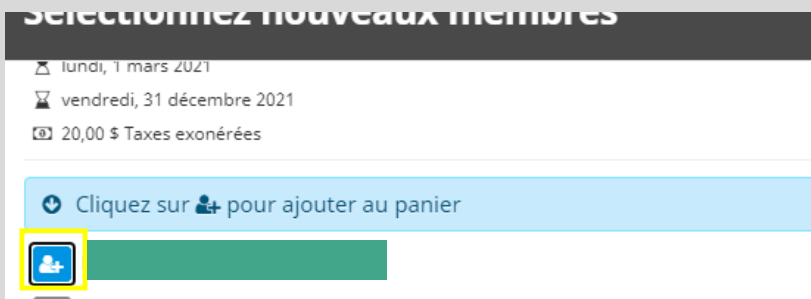 Sélectionnez nouveaux membres
lundi, 1 mars 2021
vendredi, 31 décembre 2021
20,00 $ Taxes exonérées
Cliquez sur pour ajouter au panier